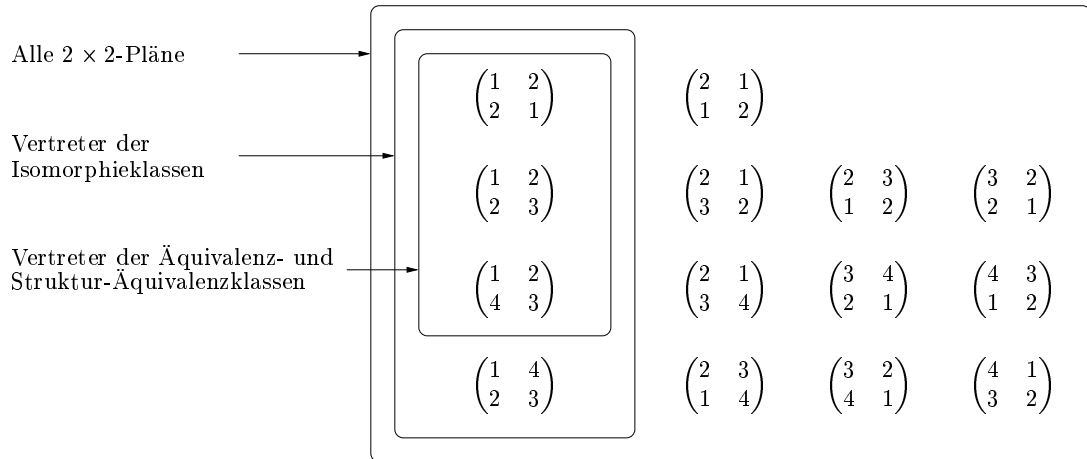 Alle 2 × 2-Pläne
Vertreter der
Isomorphieklassen
Vertreter der Äquivalenz- und
Struktur-Äquivalenzklassen
1 2 2 1
2 1 1 2
1 2 2 1 2 3 3 2
2 3 3 2 1 2 2 1
1 2 2 1 3 4 4 3
4 3 3 4 2 1 1 2
1 4 2 3 3 2 4 1
2 3 1 4 4 1 3 2